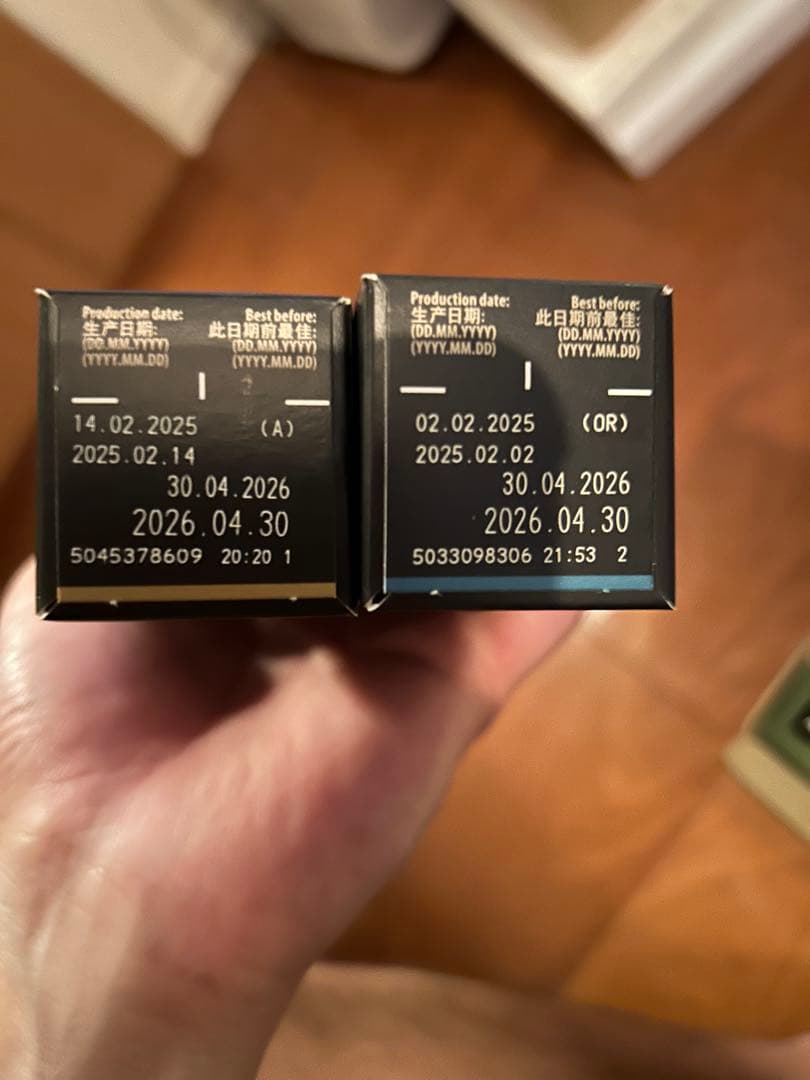 Production date:
生产日期:
(DD.MM.YYYY)
(YYYY.MM.DD)
Best before:
此日期前最佳:
(DD.MM.YYYY)
(YYYY.MM.DD)
14.02.2025 (A)
2025.02.14
30.04.2026
2026.04.30
5045378609 20:20 1
Production date:
生产日期:
(DD.MM.YYYY)
(YYYY.MM.DD)
Best before:
此日期前最佳:
(DD.MM.YYYY)
(YYYY.MM.DD)
02.02.2025 (OR)
2025.02.02
30.04.2026
2026.04.30
5033098306 21:53 2